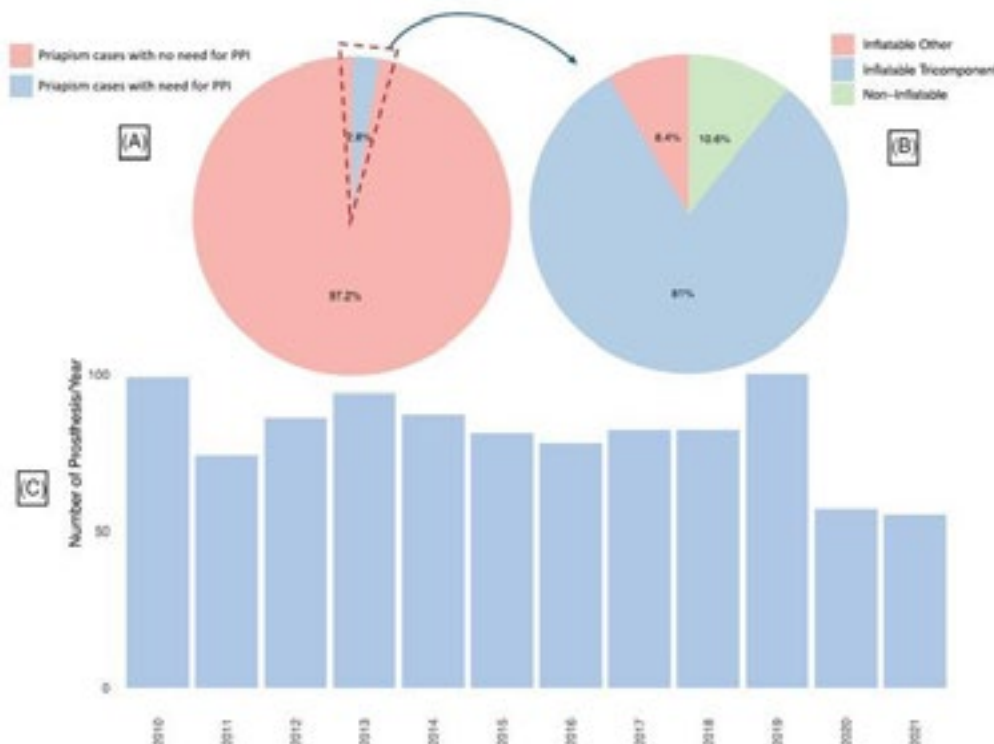 Priapism cases with no need for PPI
Priapism cases with need for PPI
(A)
2.8%
97.2%
Inflatable Other
Inflatable Tricomponent
Non-Inflatable
(B)
8.4%
10.6%
81%
(C)
Number of Prosthesis/Year
100
50
0
2010
2011
2012
2013
2014
2015
2016
2017
2018
2019
2020
2021